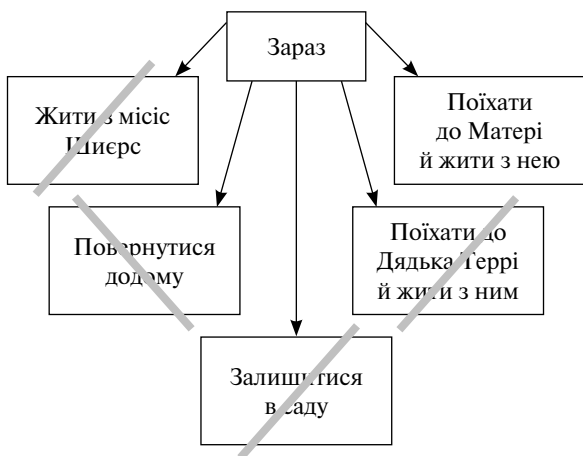 Зараз
Жити з місіс
Шиєрс
Поїхати
до Матері
й жити з нею
Повернутися
додому
Поїхати до
Дядька Террі
й жити з ним
Залишитися
в саду